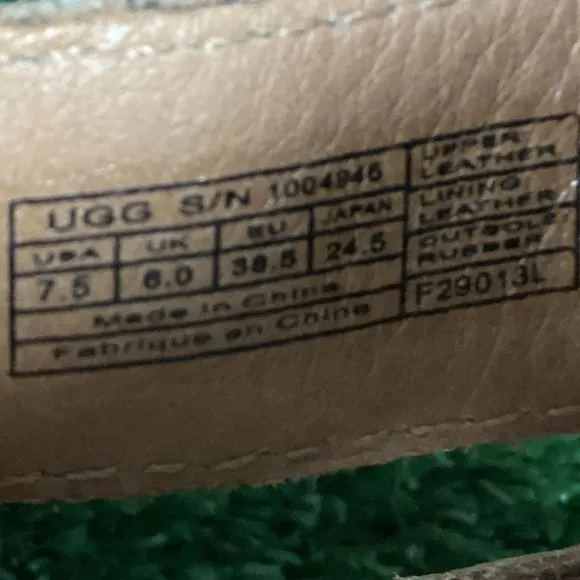 UGG S/N 1004946
USA UK EU JAPAN
7.5 6.0 38.5 24.5
Made in China
Fabrique en Chine
UPPER:
LEATHER
LINING:
LEATHER
OUTSOLE:
RUBBER
F29013L